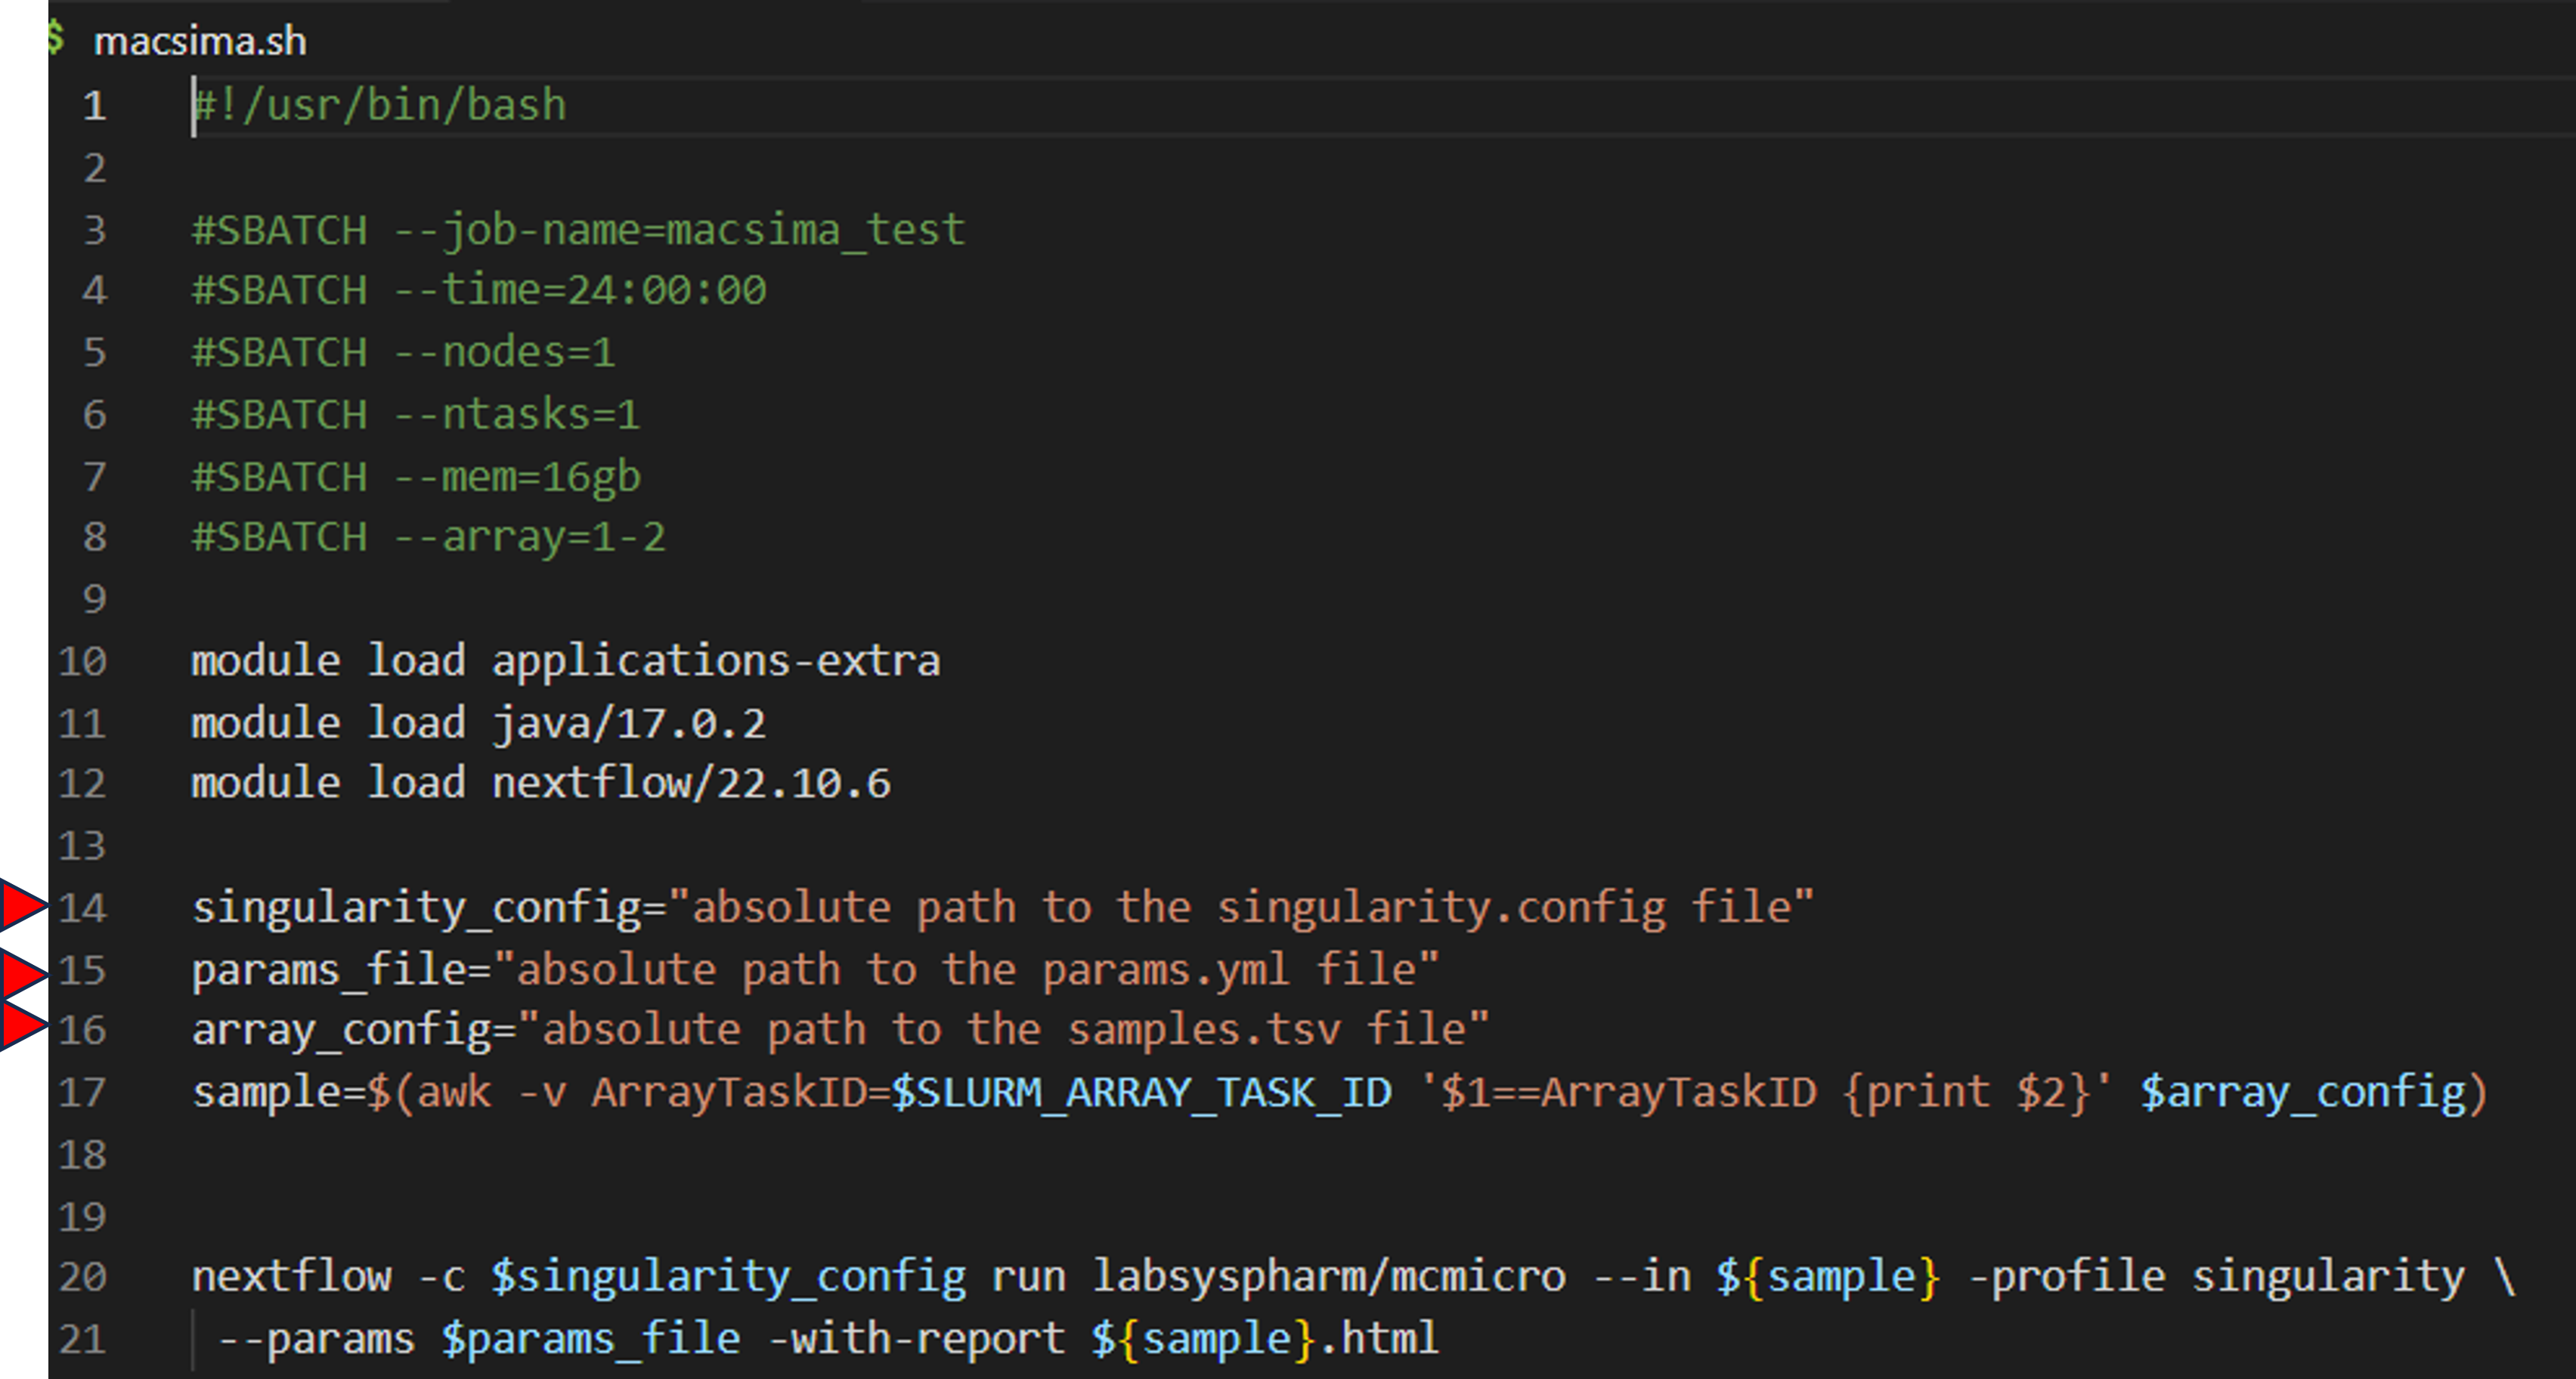 $ macsima.sh
1 #!/usr/bin/bash
2
3 #SBATCH --job-name=macsima_test
4 #SBATCH --time=24:00:00
5 #SBATCH --nodes=1
6 #SBATCH --ntasks=1
7 #SBATCH --mem=16gb
8 #SBATCH --array=1-2
9
10 module load applications-extra
11 module load java/17.0.2
12 module load nextflow/22.10.6
13
14 singularity_config="absolute path to the singularity.config file"
15 params_file="absolute path to the params.yml file"
16 array_config="absolute path to the samples.tsv file"
17 sample=$(awk -v ArrayTaskID=$SLURM_ARRAY_TASK_ID '$1==ArrayTaskID {print $2}' $array_config)
18
19
20 nextflow -c $singularity_config run labsyspharm/mcmicro --in ${sample} -profile singularity \
21 --params $params_file -with-report ${sample}.html